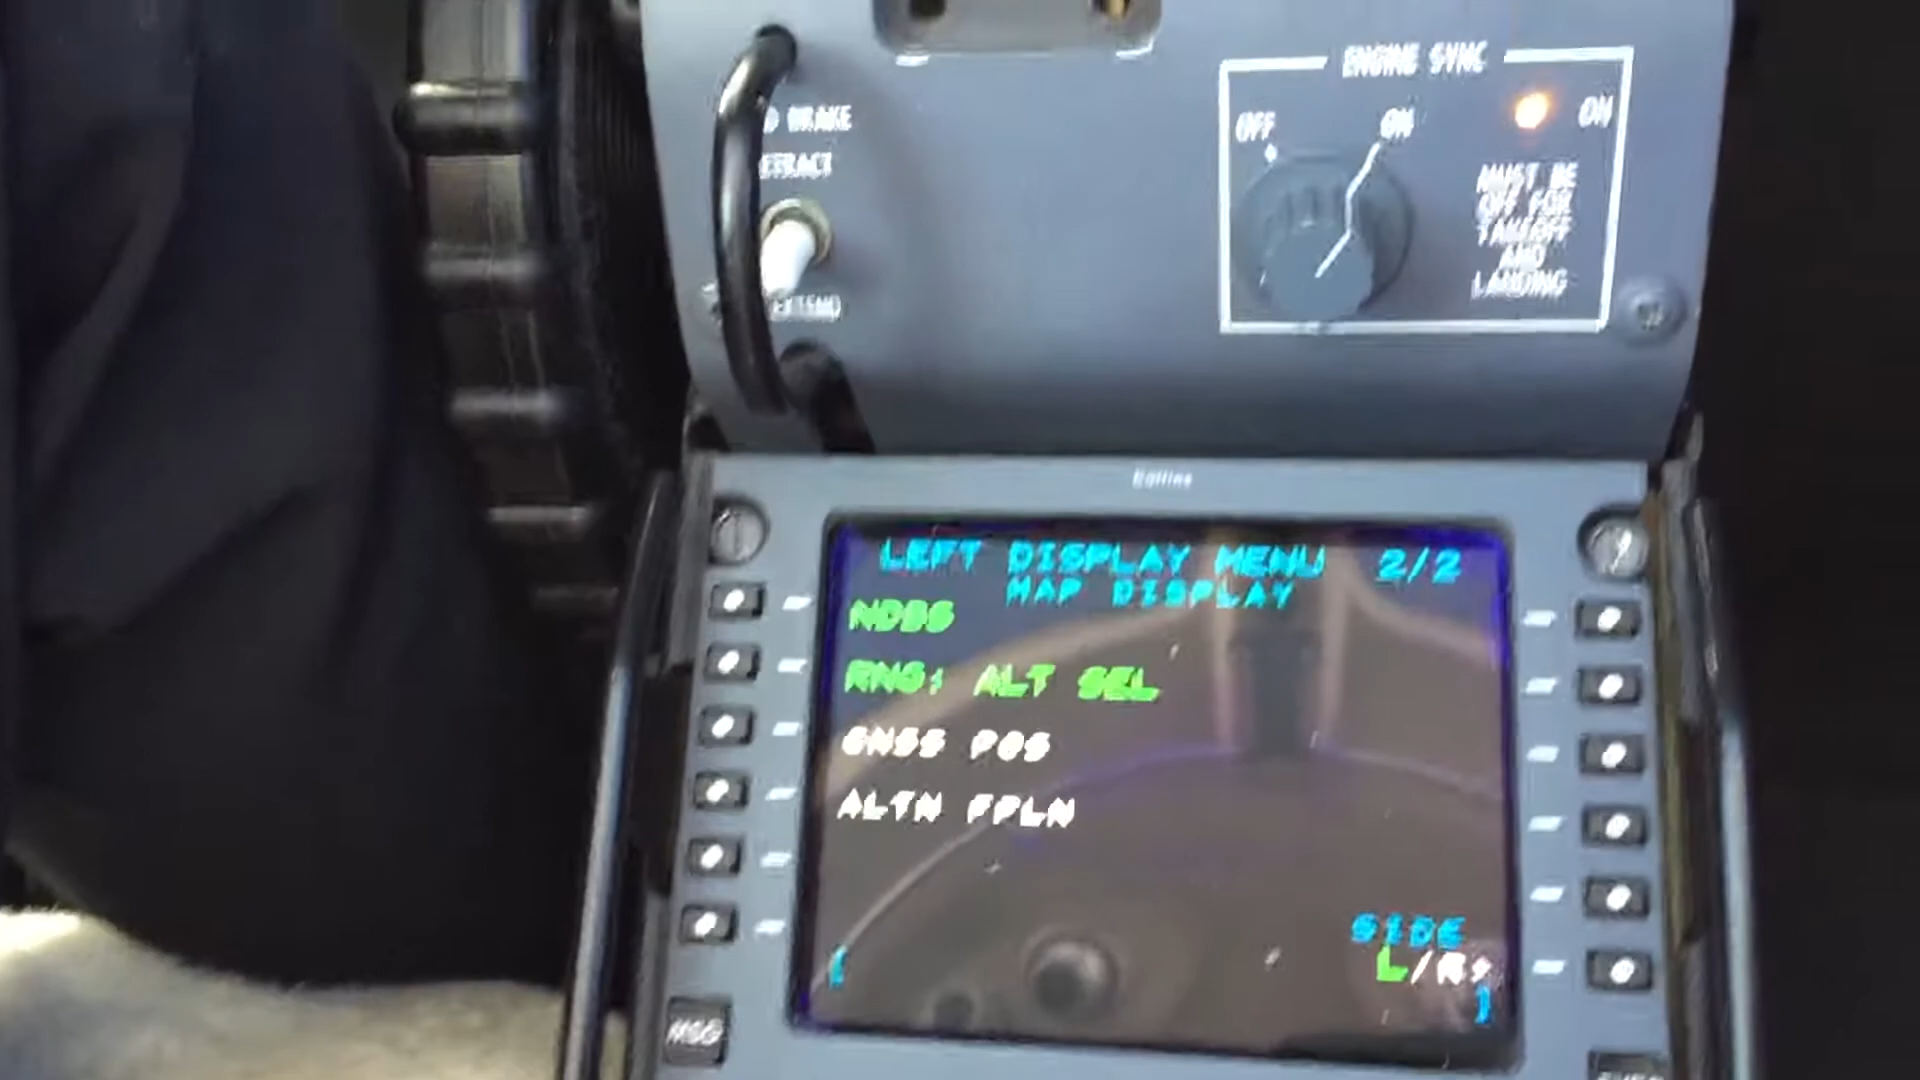 ENGINE SYNC
OFF ON ON
D BRAKE
ETRACT
MUST BE
OFF FOR
TAKEOFF
AND
LANDING
EXTEND
Collins
LEFT DISPLAY MENU 2/2
MAP DISPLAY
NDBS
RNG: ALT SEL
GNSS POS
ALTN FPLN
SIDE
L/R>
[ ]
MSG